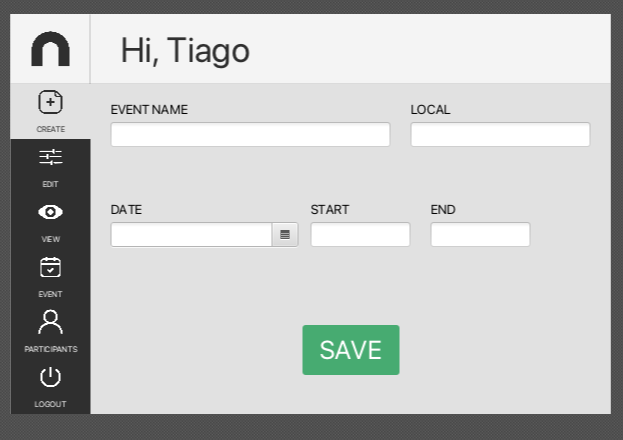 Hi, Tiago
CREATE
EDIT
VIEW
EVENT
PARTICIPANTS
LOGOUT
EVENT NAME
LOCAL
DATE
START
END
SAVE